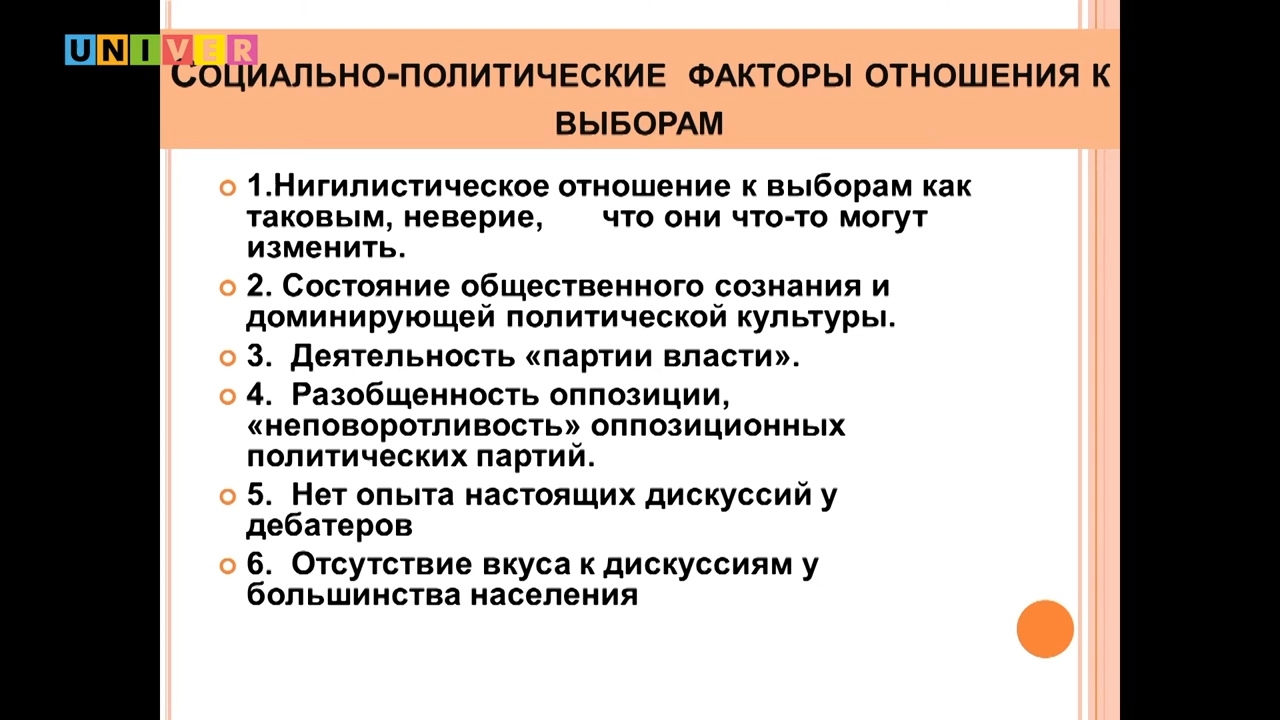 UNIVER
Социально-политические факторы отношения к
выборам
1.Нигилистическое отношение к выборам как
таковым, неверие, что они что-то могут
изменить.
2. Состояние общественного сознания и
доминирующей политической культуры.
3. Деятельность «партии власти».
4. Разобщенность оппозиции,
«неповоротливость» оппозиционных
политических партий.
5. Нет опыта настоящих дискуссий у
дебатеров
6. Отсутствие вкуса к дискуссиям у
большинства населения